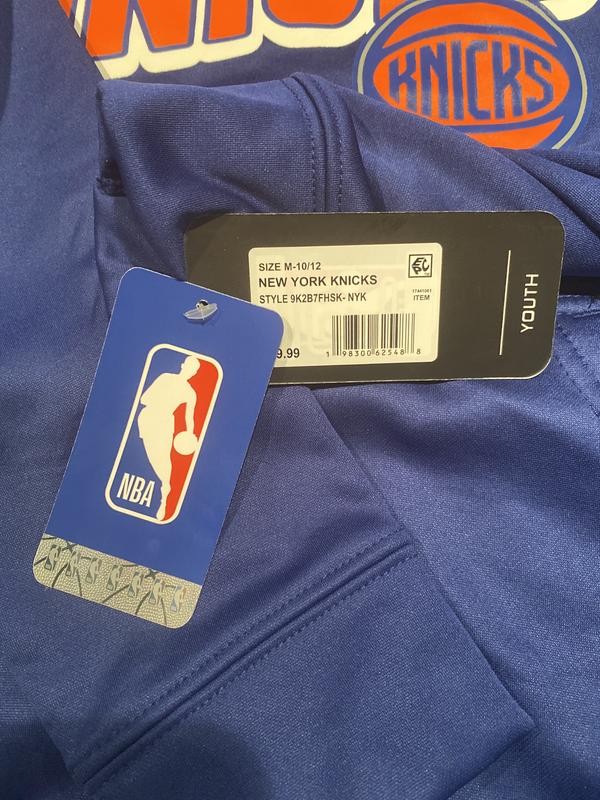 KNICKS
SIZE M-10/12
NEW YORK KNICKS
STYLE 9K2B7FHSK- NYK
ITEM
9.99
1 98300 62548 8
YOUTH
NBA